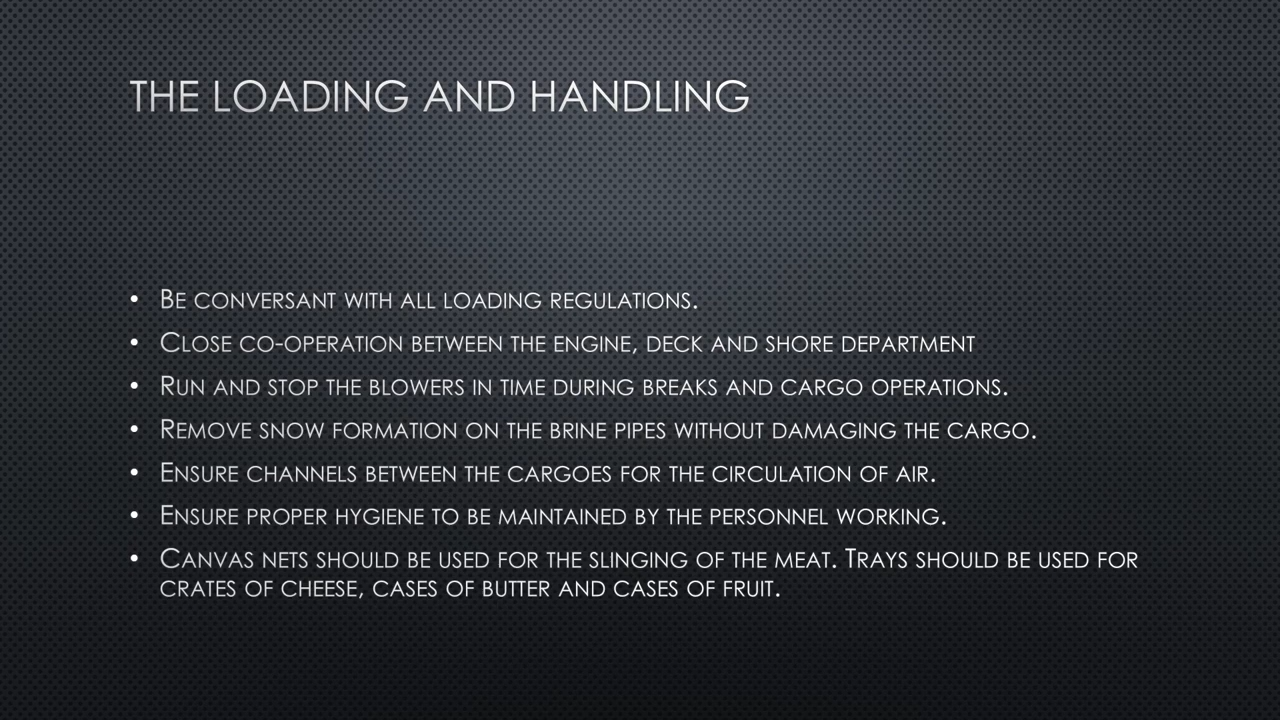 THE LOADING AND HANDLING
• BE CONVERSANT WITH ALL LOADING REGULATIONS.
• CLOSE CO-OPERATION BETWEEN THE ENGINE, DECK AND SHORE DEPARTMENT
• RUN AND STOP THE BLOWERS IN TIME DURING BREAKS AND CARGO OPERATIONS.
• REMOVE SNOW FORMATION ON THE BRINE PIPES WITHOUT DAMAGING THE CARGO.
• ENSURE CHANNELS BETWEEN THE CARGOES FOR THE CIRCULATION OF AIR.
• ENSURE PROPER HYGIENE TO BE MAINTAINED BY THE PERSONNEL WORKING.
• CANVAS NETS SHOULD BE USED FOR THE SLINGING OF THE MEAT. TRAYS SHOULD BE USED FOR
CRATES OF CHEESE, CASES OF BUTTER AND CASES OF FRUIT.